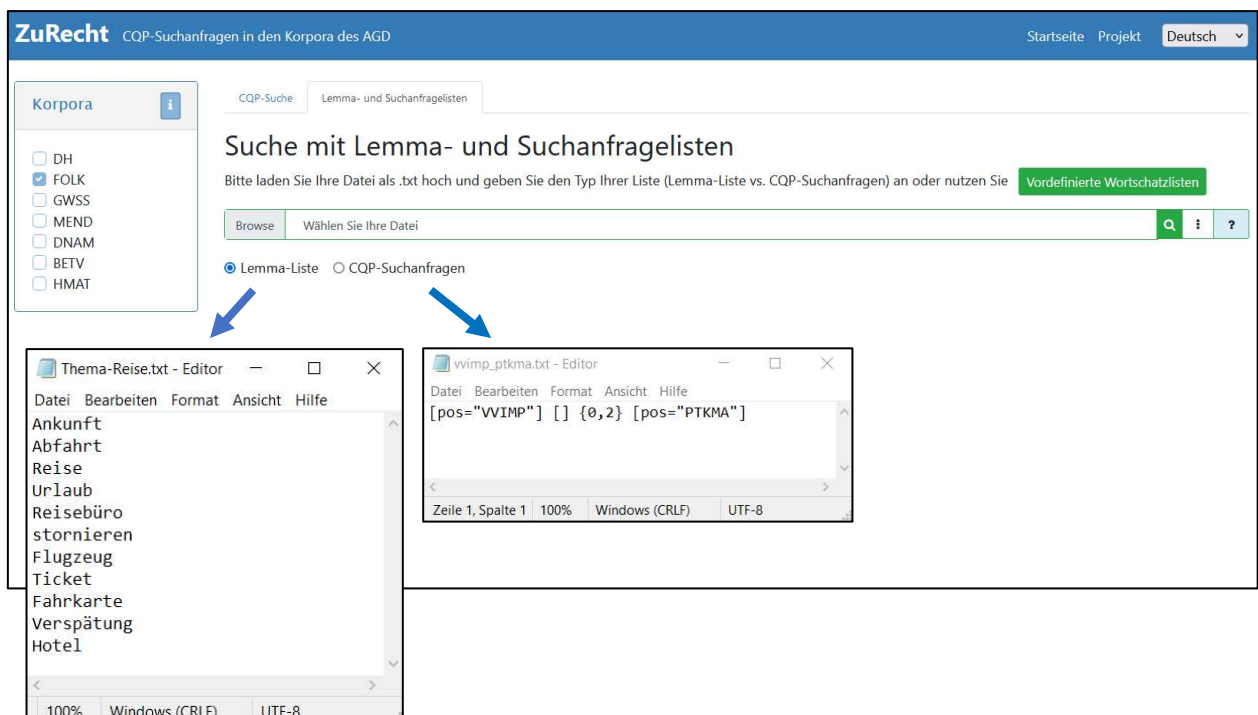 ZuRecht CQP-Suchanfragen in den Korpora des AGD Startseite Projekt Deutsch
Korpora i
DH
FOLK
GWSS
MEND
DNAM
BETV
HMAT
CQP-Suche Lemma- und Suchanfragelisten
Suche mit Lemma- und Suchanfragelisten
Bitte laden Sie Ihre Datei als .txt hoch und geben Sie den Typ Ihrer Liste (Lemma-Liste vs. CQP-Suchanfragen) an oder nutzen Sie Vordefinierte Wortschatzlisten
Browse Wählen Sie Ihre Datei ?
Lemma-Liste CQP-Suchanfragen
Thema-Reise.txt - Editor
Datei Bearbeiten Format Ansicht Hilfe
Ankunft
Abfahrt
Reise
Urlaub
Reisebüro
stornieren
Flugzeug
Ticket
Fahrkarte
Verspätung
Hotel
100% Windows (CRLF) UTF-8
vvimp_ptkma.txt - Editor
Datei Bearbeiten Format Ansicht Hilfe
[pos="VVIMP"] [] {0,2} [pos="PTKMA"]
Zeile 1, Spalte 1 100% Windows (CRLF) UTF-8